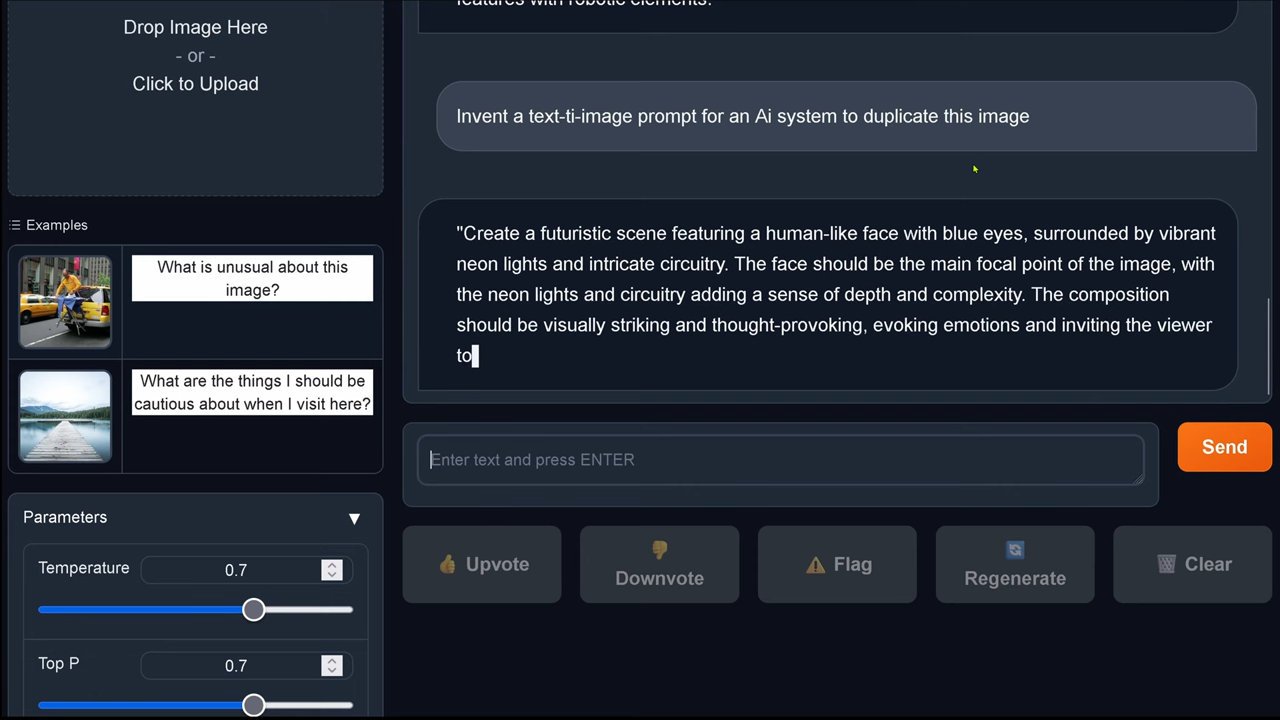 Drop Image Here
- or -
Click to Upload
Examples
What is unusual about this
image?
What are the things I should be
cautious about when I visit here?
Parameters
Temperature
0.7
Top P
0.7
features with robotic elements.
Invent a text-ti-image prompt for an Ai system to duplicate this image
"Create a futuristic scene featuring a human-like face with blue eyes, surrounded by vibrant
neon lights and intricate circuitry. The face should be the main focal point of the image, with
the neon lights and circuitry adding a sense of depth and complexity. The composition
should be visually striking and thought-provoking, evoking emotions and inviting the viewer
to
Enter text and press ENTER
Send
Upvote
Downvote
Flag
Regenerate
Clear